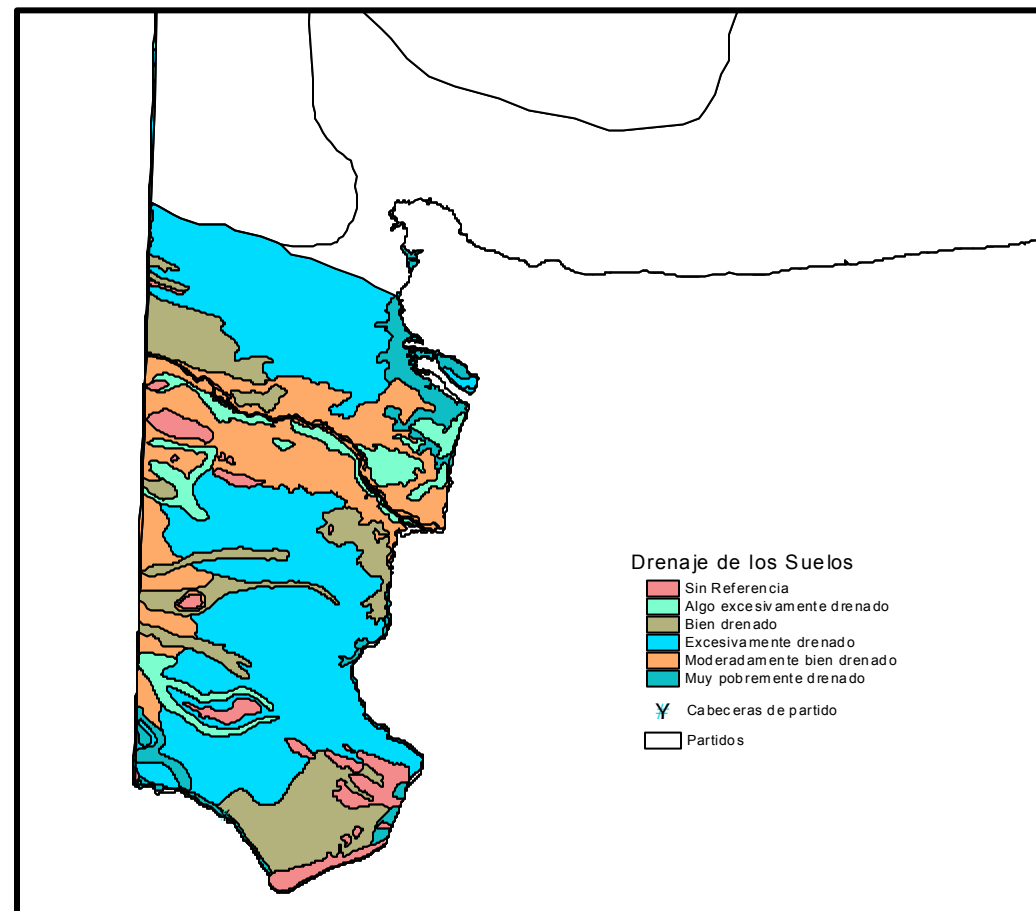 Drenaje de los Suelos
Sin Referencia
Algo excesivamente drenado
Bien drenado
Excesivamente drenado
Moderadamente bien drenado
Muy pobremente drenado
Cabeceras de partido
Partidos